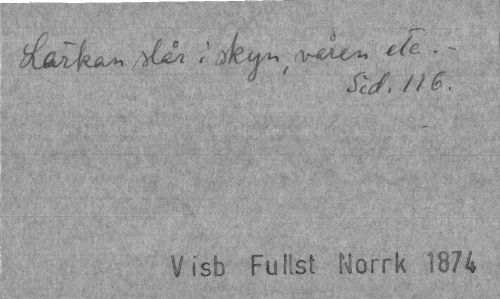 Lärkan slår i skyn, våren etc. -
Sid. 116.
Visb Fullst Norrk 1874